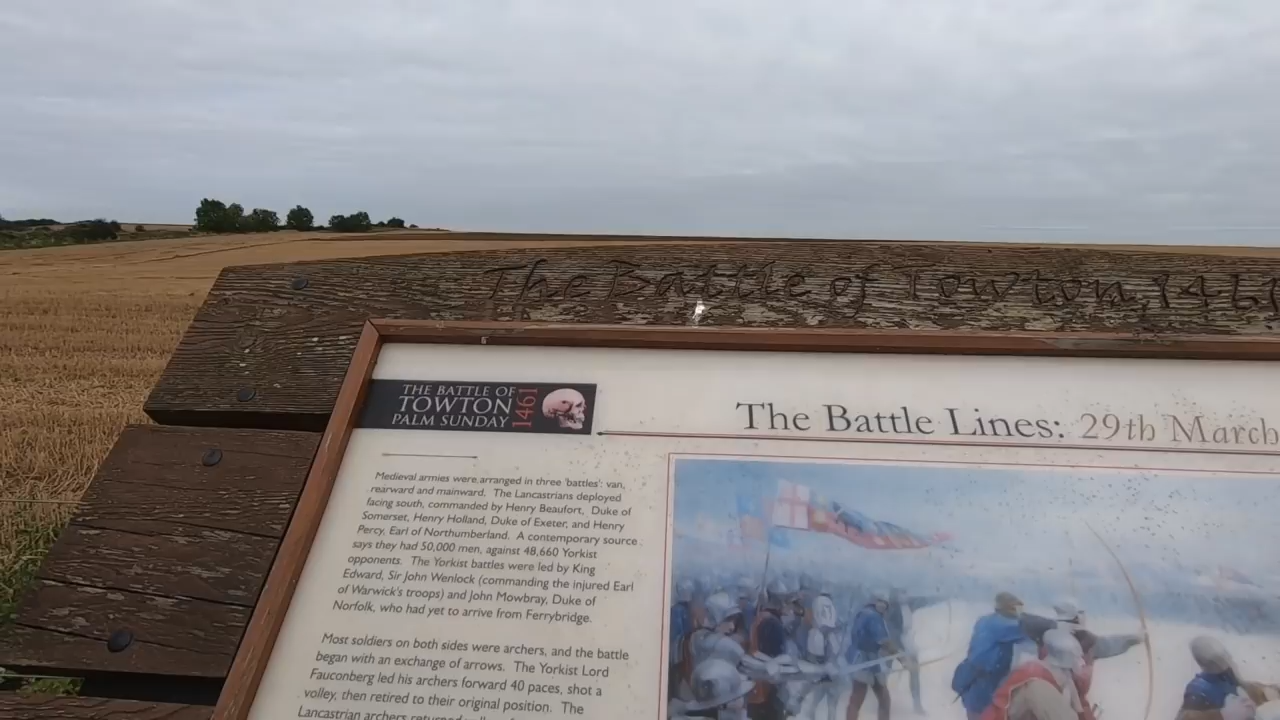 The Battle of Towton, 1461
THE BATTLE OF
TOWTON
PALM SUNDAY
1461
The Battle Lines: 29th March
Medieval armies were arranged in three 'battles': van,
rearward and mainward. The Lancastrians deployed
facing south, commanded by Henry Beaufort, Duke of
Somerset, Henry Holland, Duke of Exeter, and Henry
Percy, Earl of Northumberland. A contemporary source
says they had 50,000 men, against 48,660 Yorkist
opponents. The Yorkist battles were led by King
Edward, Sir John Wenlock (commanding the injured Earl
of Warwick's troops) and John Mowbray, Duke of
Norfolk, who had yet to arrive from Ferrybridge.
Most soldiers on both sides were archers, and the battle
began with an exchange of arrows. The Yorkist Lord
Fauconberg led his archers forward 40 paces, shot a
volley, then retired to their original position. The
Lancastrian archers returned